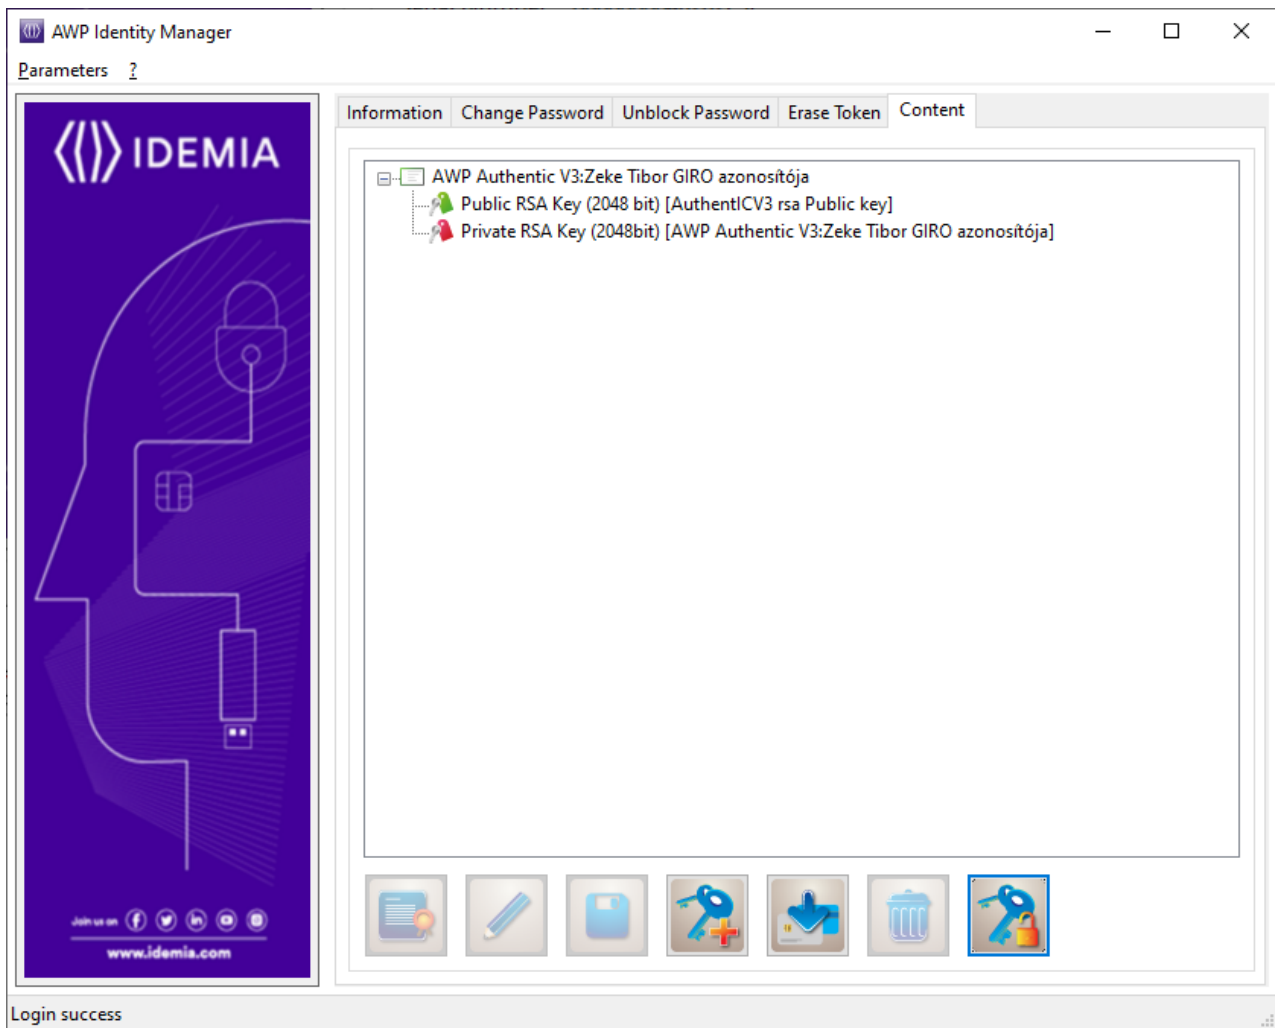 AWP Identity Manager
Parameters ?
IDEMIA
Join us on
www.idemia.com
Information Change Password Unblock Password Erase Token Content
AWP Authentic V3:Zeke Tibor GIRO azonosítója
Public RSA Key (2048 bit) [AuthentICV3 rsa Public key]
Private RSA Key (2048bit) [AWP Authentic V3:Zeke Tibor GIRO azonosítója]
Login success